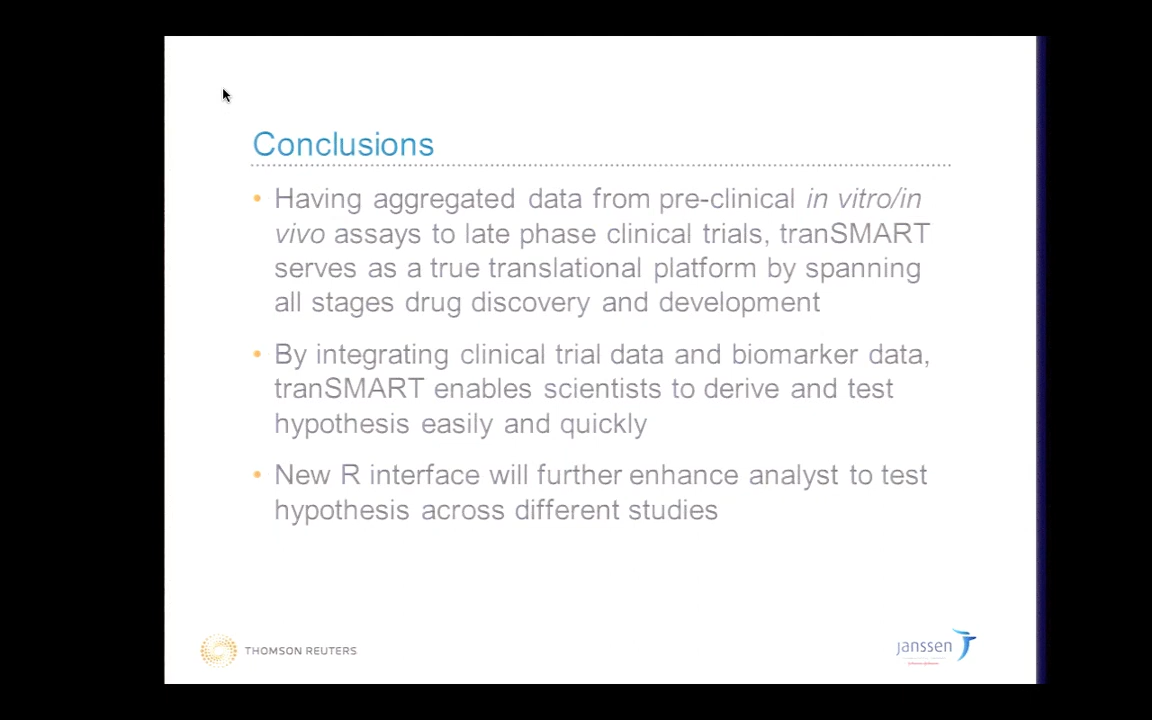 Conclusions
• Having aggregated data from pre-clinical in vitro/in
vivo assays to late phase clinical trials, tranSMART
serves as a true translational platform by spanning
all stages drug discovery and development
• By integrating clinical trial data and biomarker data,
tranSMART enables scientists to derive and test
hypothesis easily and quickly
• New R interface will further enhance analyst to test
hypothesis across different studies
THOMSON REUTERS
janssen